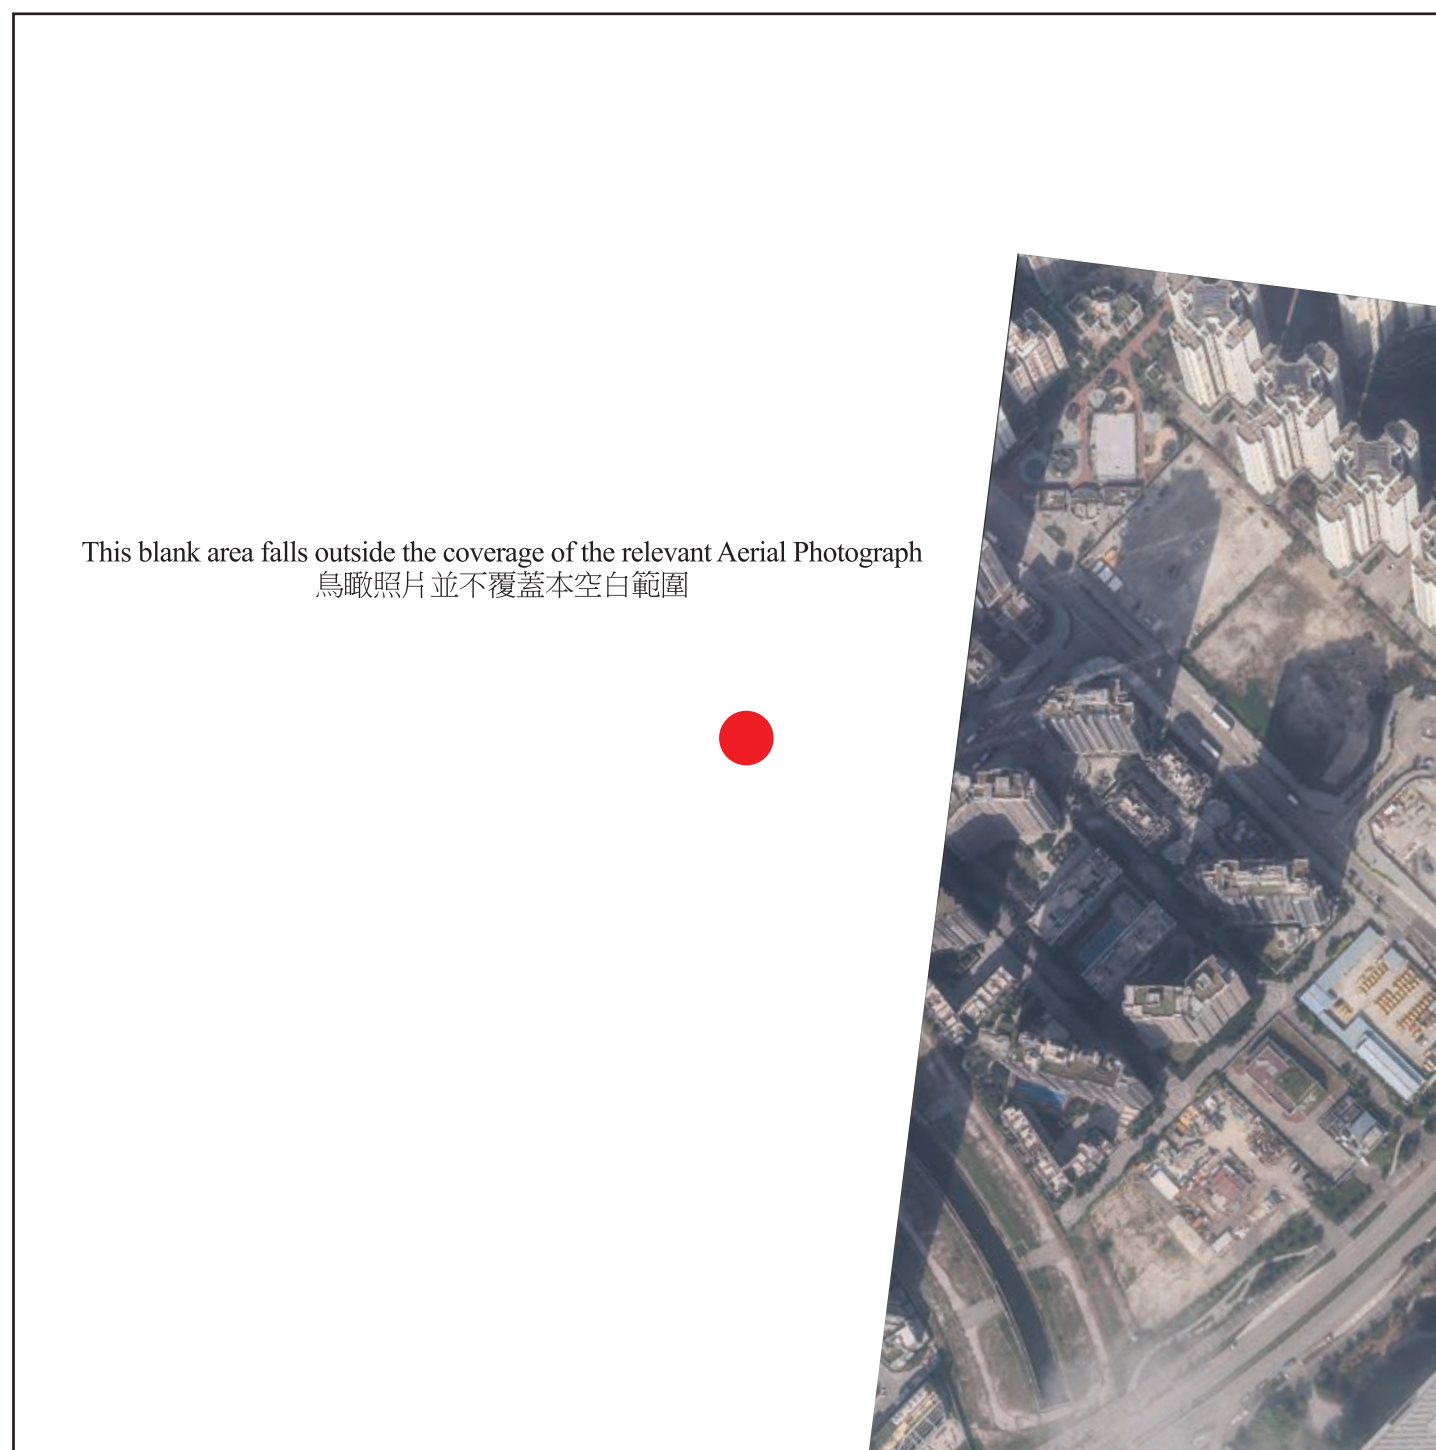 This blank area falls outside the coverage of the relevant Aerial Photograph
鳥瞰照片並不覆蓋本空白範圍